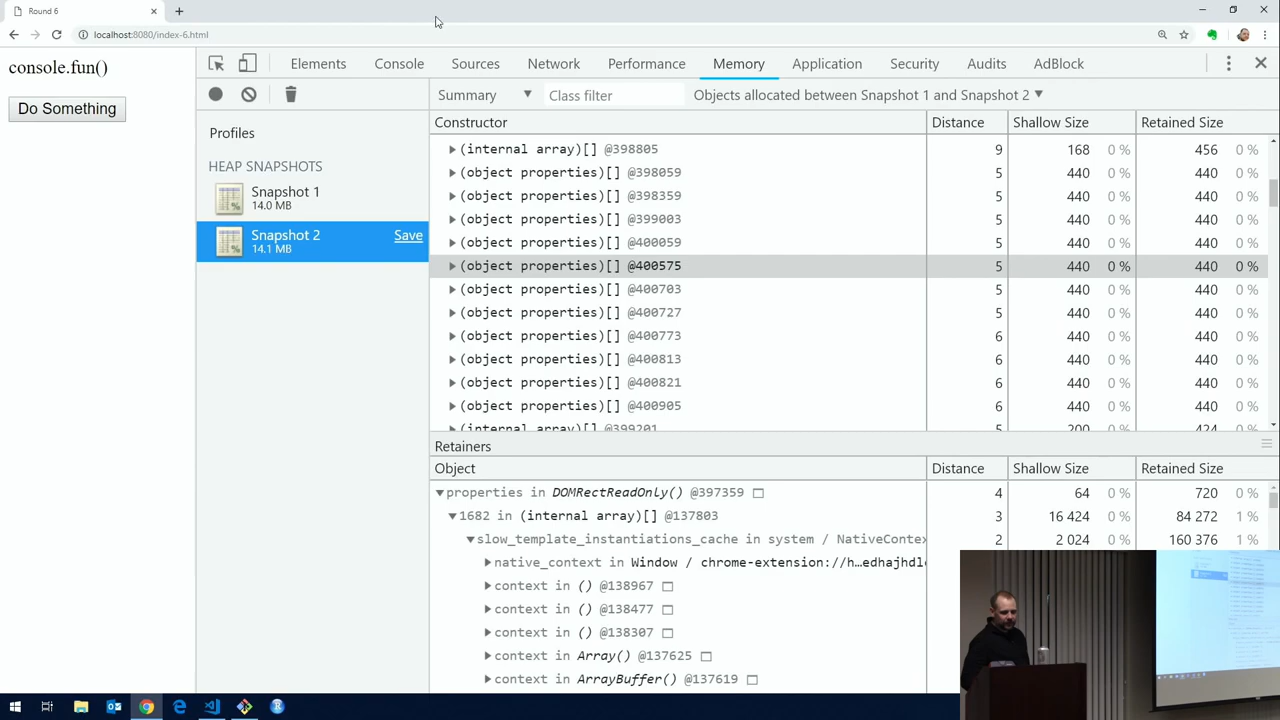 Round 6
localhost:8080/index-6.html
console.fun()
Do Something
Elements Console Sources Network Performance Memory Application Security Audits AdBlock
Summary Class filter Objects allocated between Snapshot 1 and Snapshot 2
Profiles
HEAP SNAPSHOTS
Snapshot 1
14.0 MB
Snapshot 2 Save
14.1 MB
Constructor Distance Shallow Size Retained Size
(internal array)[] @398805 9 168 0 % 456 0 %
(object properties)[] @398059 5 440 0 % 440 0 %
(object properties)[] @398359 5 440 0 % 440 0 %
(object properties)[] @399003 5 440 0 % 440 0 %
(object properties)[] @400059 5 440 0 % 440 0 %
(object properties)[] @400575 5 440 0 % 440 0 %
(object properties)[] @400703 5 440 0 % 440 0 %
(object properties)[] @400727 5 440 0 % 440 0 %
(object properties)[] @400773 6 440 0 % 440 0 %
(object properties)[] @400813 6 440 0 % 440 0 %
(object properties)[] @400821 6 440 0 % 440 0 %
(object properties)[] @400905 6 440 0 % 440 0 %
(internal array)[] @399201 5 200 0 % 424 0 %
Retainers
Object Distance Shallow Size Retained Size
properties in DOMRectReadOnly() @397359 4 64 0 % 720 0 %
1682 in (internal array)[] @137803 3 16 424 0 % 84 272 1 %
slow_template_instantiations_cache in system / NativeContex 2 2 024 0 % 160 376 1 %
native_context in Window / chrome-extension://h…edhajhdl
context in () @138967
context in () @138477
context in () @138307
context in Array() @137625
context in ArrayBuffer() @137619